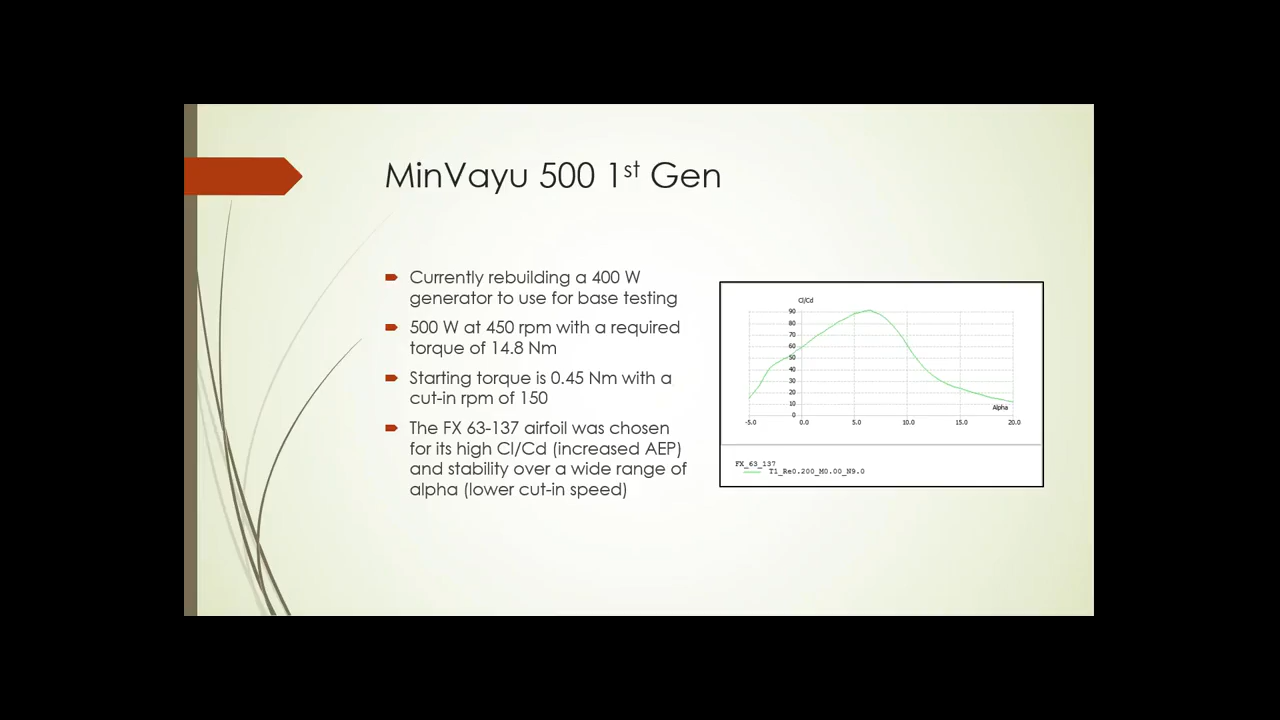 MinVayu 500 1st Gen
Currently rebuilding a 400 W
generator to use for base testing
500 W at 450 rpm with a required
torque of 14.8 Nm
Starting torque is 0.45 Nm with a
cut-in rpm of 150
The FX 63-137 airfoil was chosen
for its high Cl/Cd (increased AEP)
and stability over a wide range of
alpha (lower cut-in speed)
Cl/Cd
90
80
70
60
50
40
30
20
10
0
Alpha
-5.0 0.0 5.0 10.0 15.0 20.0
FX_63_137
T1_Re0.200_M0.00_N9.0